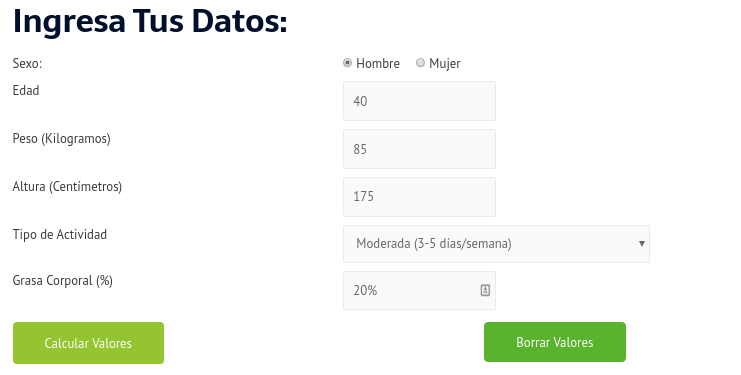 Ingresa Tus Datos:
Sexo: Hombre Mujer
Edad 40
Peso (Kilogramos) 85
Altura (Centímetros) 175
Tipo de Actividad Moderada (3-5 días/semana)
Grasa Corporal (%) 20%
Calcular Valores Borrar Valores